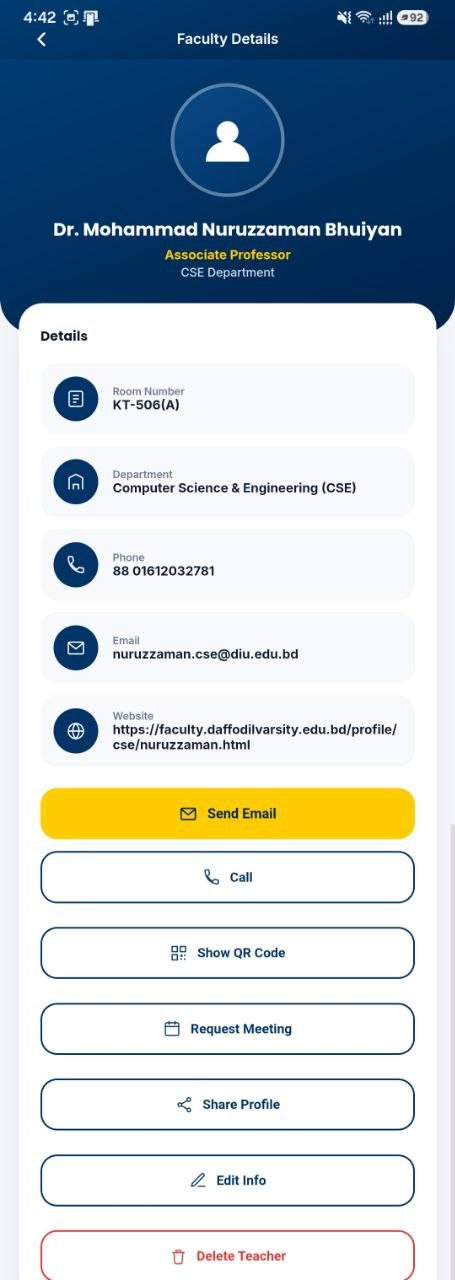 4:42
92
Faculty Details
Dr. Mohammad Nuruzzaman Bhuiyan
Associate Professor
CSE Department
Details
Room Number
KT-506(A)
Department
Computer Science & Engineering (CSE)
Phone
88 01612032781
Email
nuruzzaman.cse@diu.edu.bd
Website
https://faculty.daffodilvarsity.edu.bd/profile/
cse/nuruzzaman.html
Send Email
Call
Show QR Code
Request Meeting
Share Profile
Edit Info
Delete Teacher